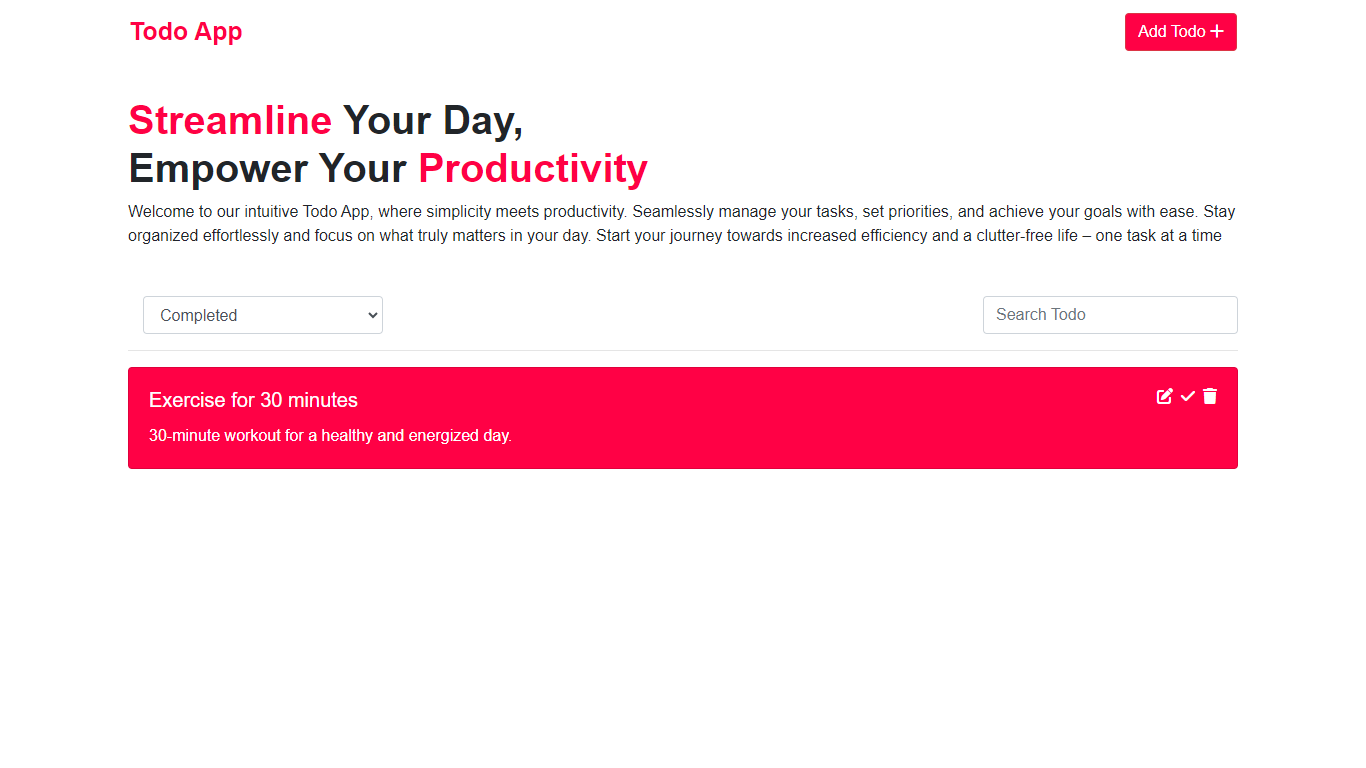 Todo App
Add Todo
Streamline Your Day,
Empower Your Productivity
Welcome to our intuitive Todo App, where simplicity meets productivity. Seamlessly manage your tasks, set priorities, and achieve your goals with ease. Stay
organized effortlessly and focus on what truly matters in your day. Start your journey towards increased efficiency and a clutter-free life – one task at a time
Completed
Search Todo
Exercise for 30 minutes
30-minute workout for a healthy and energized day.